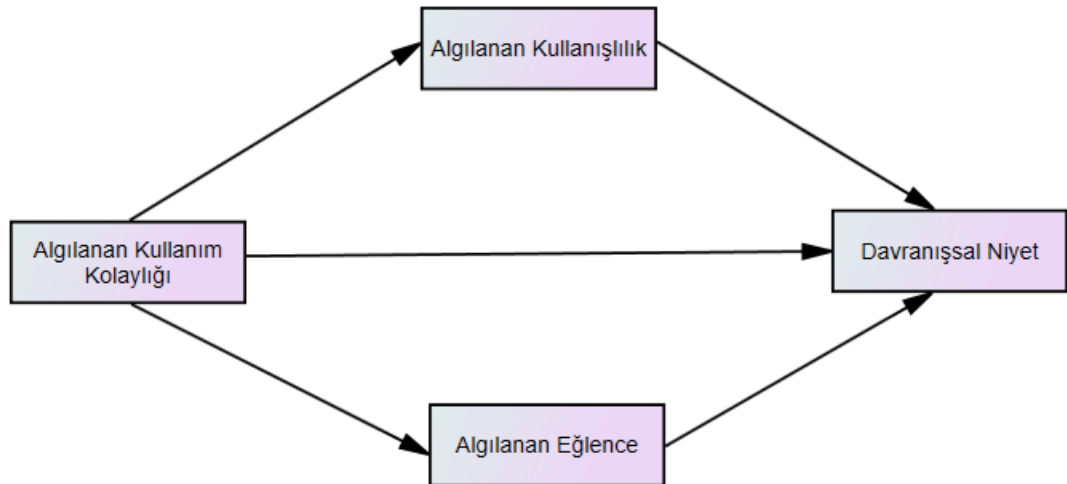 Algılanan Kullanışlılık
Algılanan Kullanım
Kolaylığı
Davranışsal Niyet
Algılanan Eğlence